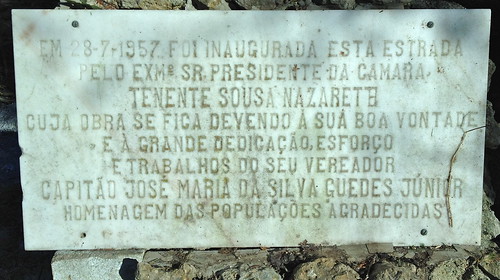 EM 28-7-1957 FOI INAUGURADA ESTA ESTRADA
PELO EXMº SR. PRESIDENTE DA CAMARA
TENENTE SOUSA NAZARETH
CUJA OBRA SE FICA DEVENDO À SUA BOA VONTADE
E À GRANDE DEDICAÇÃO, ESFORÇO
E TRABALHOS DO SEU VEREADOR
CAPITÃO JOSÉ MARIA DA SILVA GUEDES JÚNIOR
HOMENAGEM DAS POPULAÇÕES AGRADECIDAS